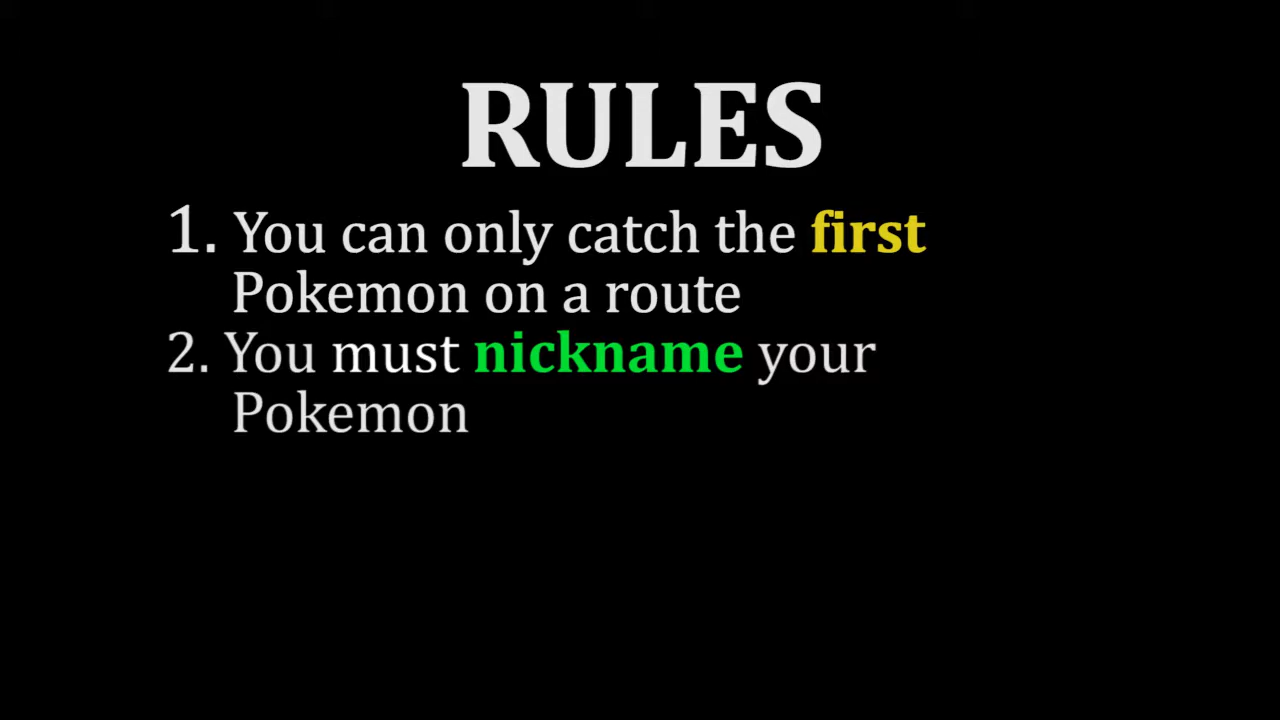 RULES
1. You can only catch the first
Pokemon on a route
2. You must nickname your
Pokemon